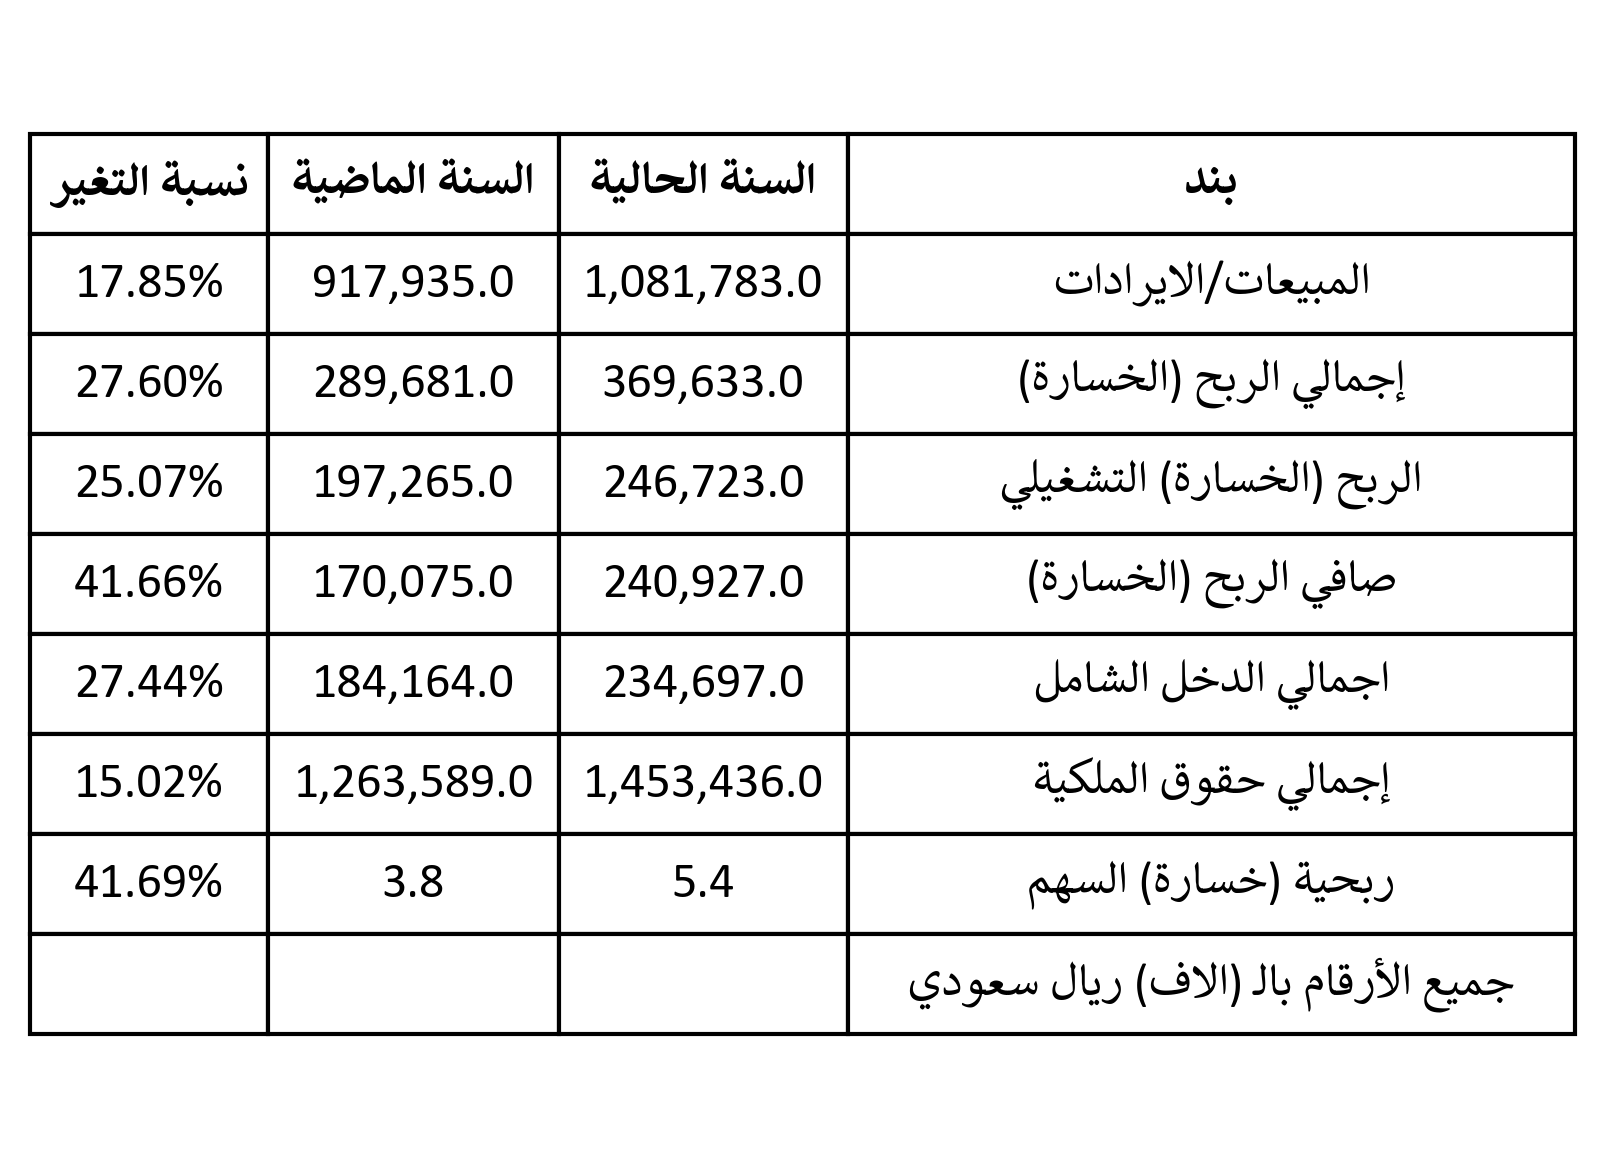 بند السنة الحالية السنة الماضية نسبة التغير
المبيعات/الايرادات 1,081,783.0 917,935.0 17.85%
إجمالي الربح (الخسارة) 369,633.0 289,681.0 27.60%
الربح (الخسارة) التشغيلي 246,723.0 197,265.0 25.07%
صافي الربح (الخسارة) 240,927.0 170,075.0 41.66%
اجمالي الدخل الشامل 234,697.0 184,164.0 27.44%
إجمالي حقوق الملكية 1,453,436.0 1,263,589.0 15.02%
ربحية (خسارة) السهم 5.4 3.8 41.69%
جميع الأرقام بالـ (الاف) ريال سعودي